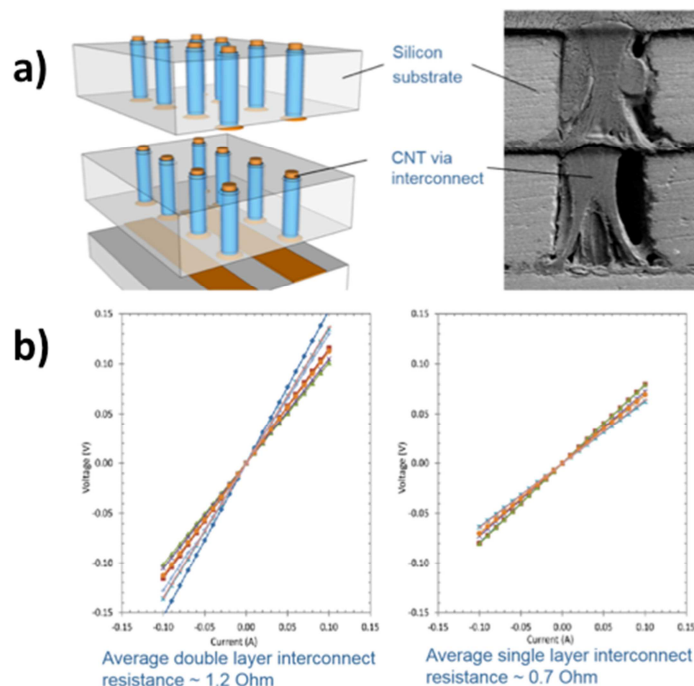 a)
Silicon
substrate
CNT via
interconnect
b)
0.15
0.10
0.05
0.00
-0.05
-0.10
-0.15
Voltage (V)
-0.15 -0.10 -0.05 0.00 0.05 0.10 0.15
Current (A)
Average double layer interconnect
resistance ~ 1.2 Ohm
0.15
0.10
0.05
0.00
-0.05
-0.10
-0.15
Voltage (V)
-0.15 -0.10 -0.05 0.00 0.05 0.10 0.15
Current (A)
Average single layer interconnect
resistance ~ 0.7 Ohm